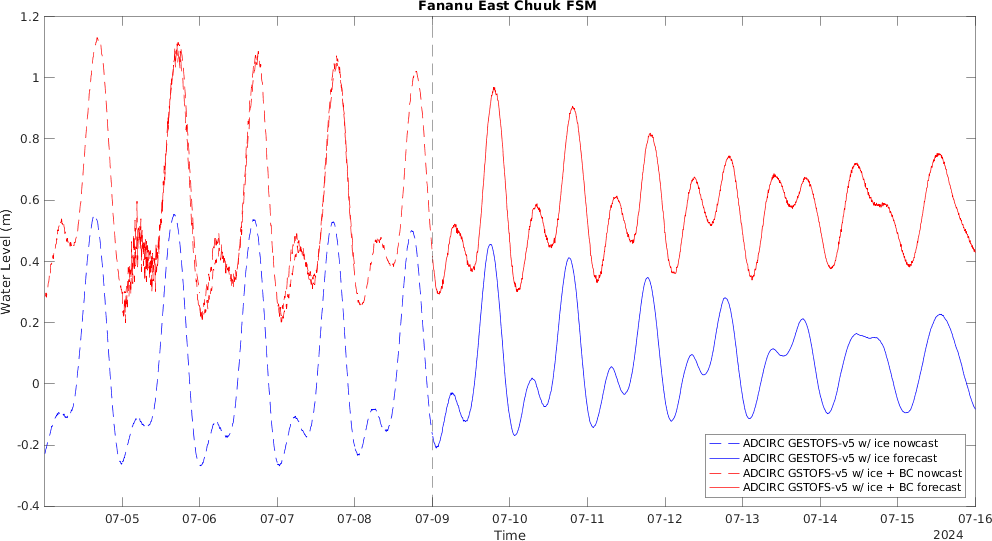 Fananu East Chuuk FSM
Water Level (m)
1.2
1
0.8
0.6
0.4
0.2
0
-0.2
-0.4
07-05 07-06 07-07 07-08 07-09 07-10 07-11 07-12 07-13 07-14 07-15 07-16
Time
2024
ADCIRC GESTOFS-v5 w/ ice nowcast
ADCIRC GESTOFS-v5 w/ ice forecast
ADCIRC GSTOFS-v5 w/ ice + BC nowcast
ADCIRC GSTOFS-v5 w/ ice + BC forecast